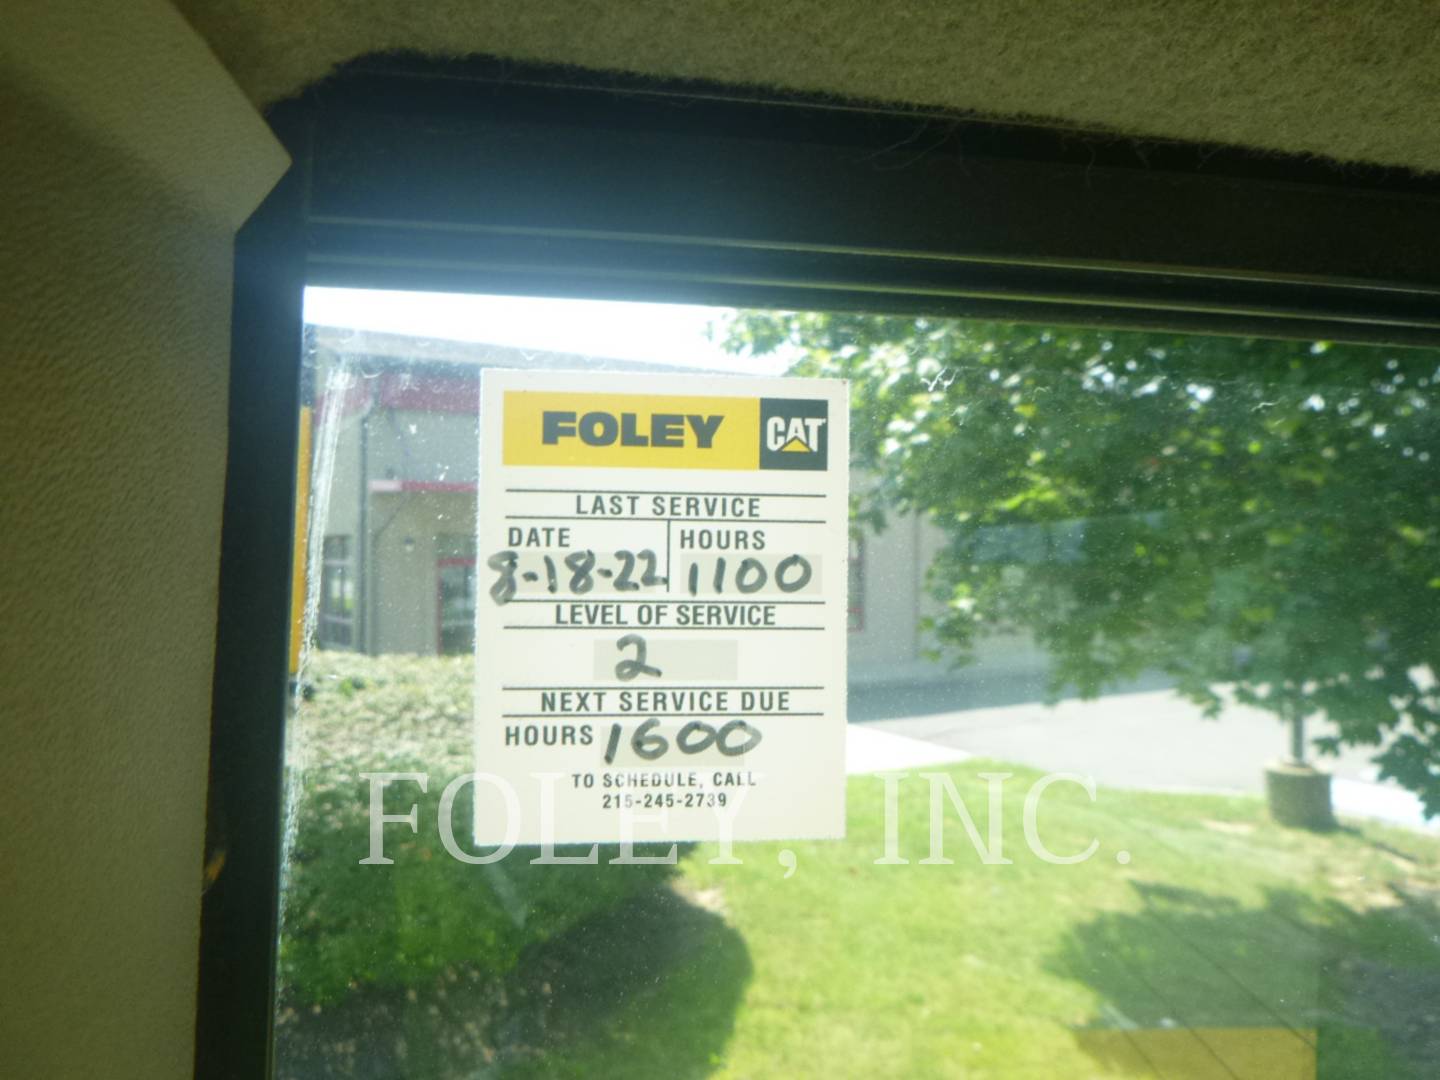 FOLEY CAT
LAST SERVICE
DATE HOURS
8-18-22 1100
LEVEL OF SERVICE
2
NEXT SERVICE DUE
HOURS 1600
TO SCHEDULE, CALL
215-245-2739
FOLEY, INC.